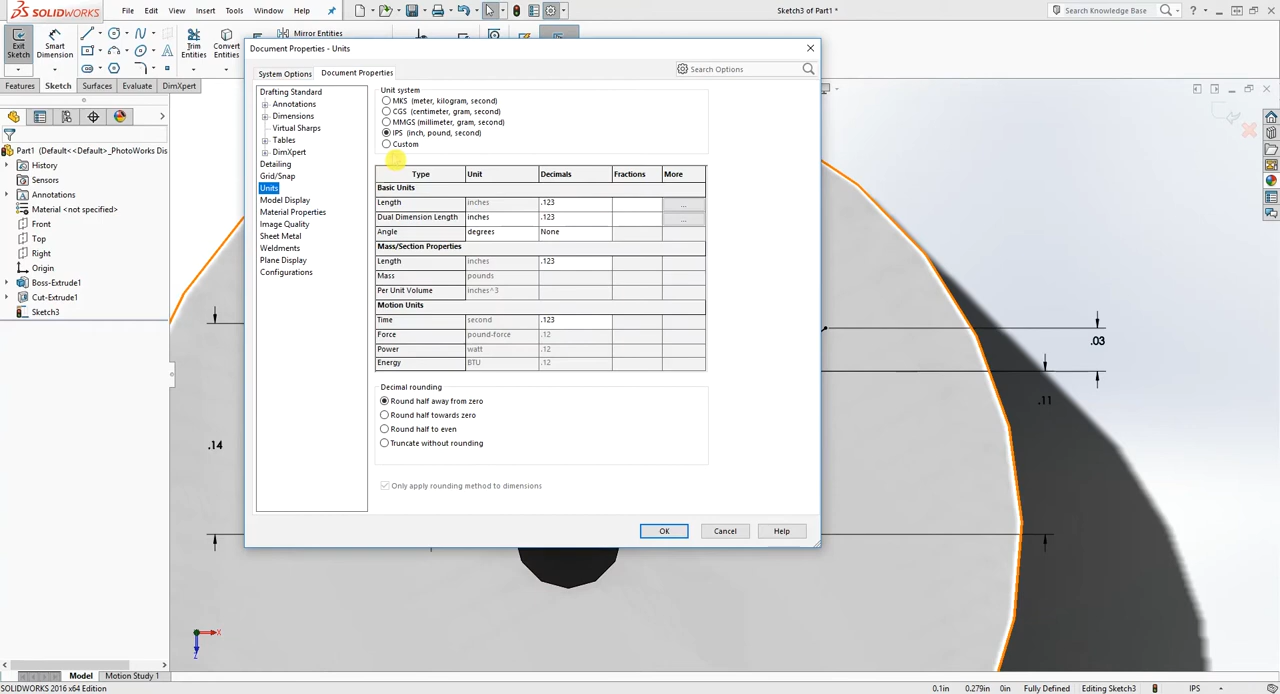 SOLIDWORKS File Edit View Insert Tools Window Help Sketch3 of Part1 * Search Knowledge Base
Exit Sketch
Smart Dimension
Trim Entities
Convert Entities
Mirror Entities
Features Sketch Surfaces Evaluate DimXpert
Part1 (Default<<Default>_PhotoWorks Dis
History
Sensors
Annotations
Material <not specified>
Front
Top
Right
Origin
Boss-Extrude1
Cut-Extrude1
Sketch3
Document Properties - Units
System Options Document Properties Search Options
Drafting Standard
Annotations
Dimensions
Virtual Sharps
Tables
DimXpert
Detailing
Grid/Snap
Units
Model Display
Material Properties
Image Quality
Sheet Metal
Weldments
Plane Display
Configurations
Unit system
MKS (meter, kilogram, second)
CGS (centimeter, gram, second)
MMGS (millimeter, gram, second)
IPS (inch, pound, second)
Custom
Type Unit Decimals Fractions More
Basic Units
Length inches .123 ...
Dual Dimension Length inches .123 ...
Angle degrees None
Mass/Section Properties
Length inches .123
Mass pounds
Per Unit Volume inches^3
Motion Units
Time second .123
Force pound-force .12
Power watt .12
Energy BTU .12
Decimal rounding
Round half away from zero
Round half towards zero
Round half to even
Truncate without rounding
Only apply rounding method to dimensions
OK Cancel Help
.03
.11
.14
X
Z
Model Motion Study 1
SOLIDWORKS 2016 x64 Edition 0.1in 0.279in 0in Fully Defined Editing Sketch3 IPS